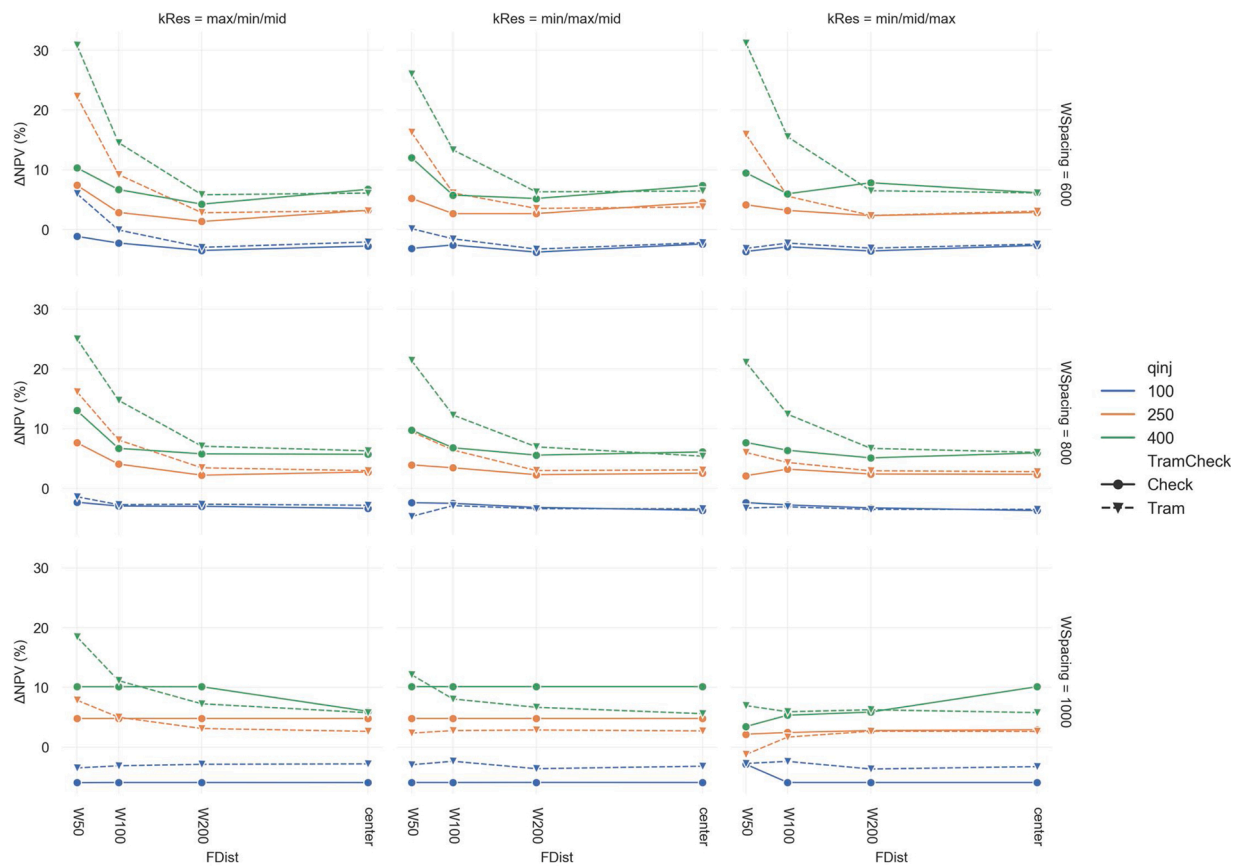 kRes = max/min/mid
kRes = min/max/mid
kRes = min/mid/max
30
20
10
0
ΔNPV (%)
WSpacing = 600
30
20
10
0
ΔNPV (%)
WSpacing = 800
30
20
10
0
ΔNPV (%)
WSpacing = 1000
qinj
100
250
400
TramCheck
Check
Tram
W50
W100
W200
center
FDist
W50
W100
W200
center
FDist
W50
W100
W200
center
FDist